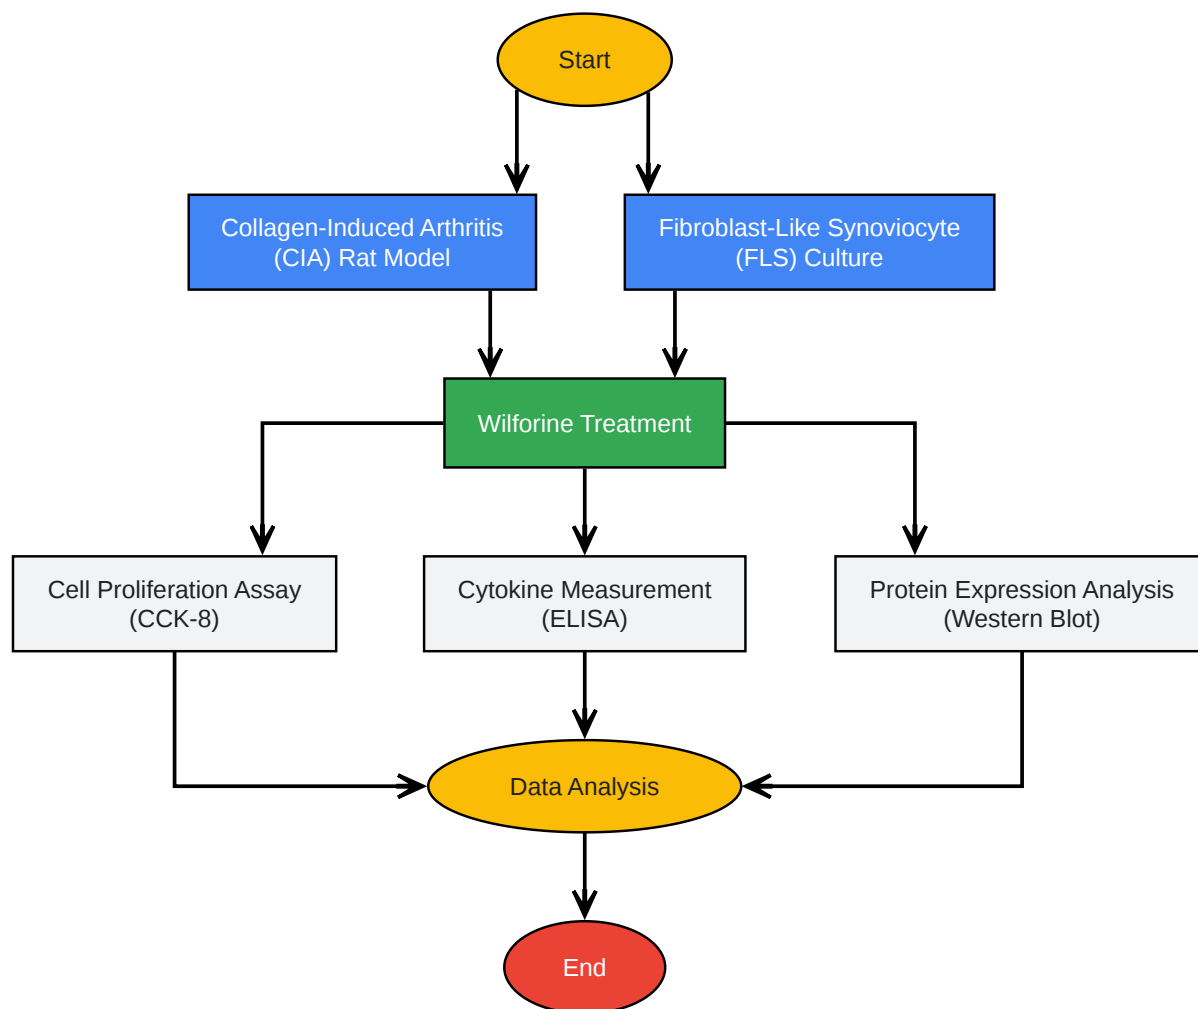 Start
Collagen-Induced Arthritis
(CIA) Rat Model
Fibroblast-Like Synoviocyte
(FLS) Culture
Wilforine Treatment
Cell Proliferation Assay
(CCK-8)
Cytokine Measurement
(ELISA)
Protein Expression Analysis
(Western Blot)
Data Analysis
End